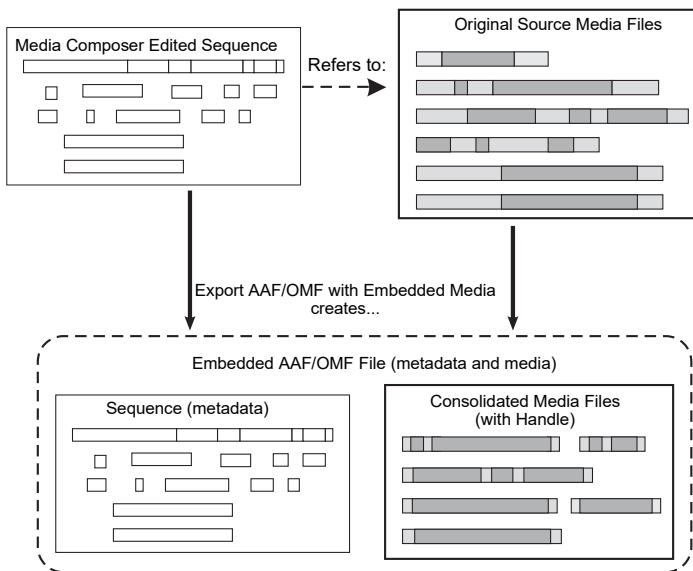 Media Composer Edited Sequence
Refers to:
Original Source Media Files
Export AAF/OMF with Embedded Media
creates...
Embedded AAF/OMF File (metadata and media)
Sequence (metadata)
Consolidated Media Files
(with Handle)